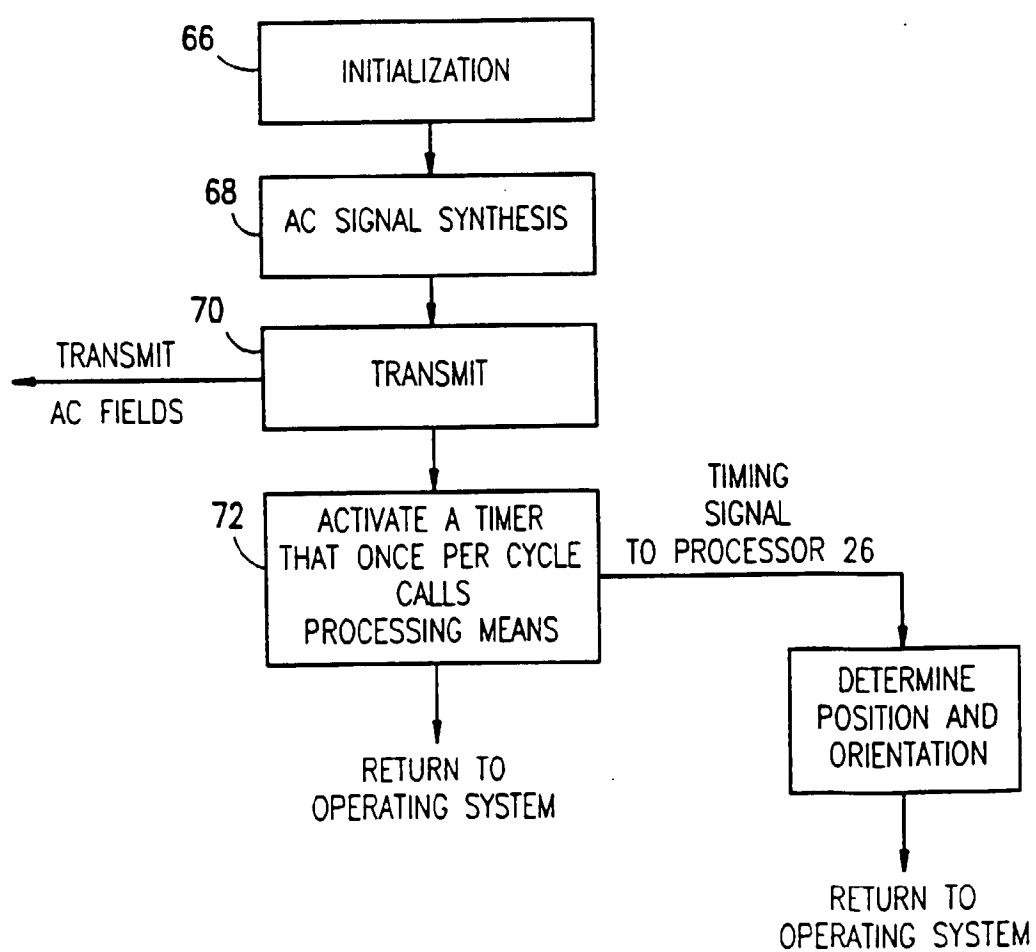 66
INITIALIZATION
68
AC SIGNAL SYNTHESIS
70
TRANSMIT
AC FIELDS
TRANSMIT
72
ACTIVATE A TIMER
THAT ONCE PER CYCLE
CALLS
PROCESSING MEANS
TIMING
SIGNAL
TO PROCESSOR 26
DETERMINE
POSITION AND
ORIENTATION
RETURN TO
OPERATING SYSTEM
RETURN TO
OPERATING SYSTEM